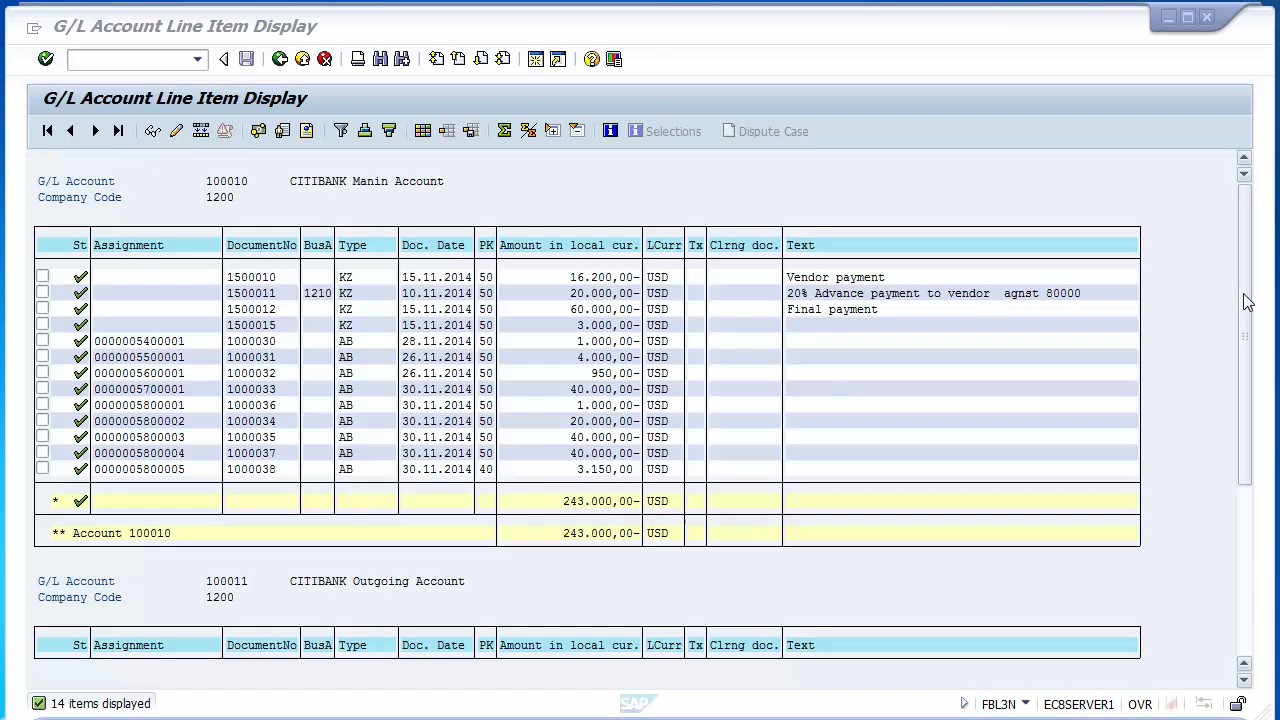 G/L Account Line Item Display
G/L Account Line Item Display
Selections Dispute Case
G/L Account 100010 CITIBANK Manin Account
Company Code 1200
St Assignment DocumentNo BusA Type Doc. Date PK Amount in local cur. LCurr Tx Clrng doc. Text
1500010 KZ 15.11.2014 50 16.200,00- USD Vendor payment
1500011 1210 KZ 10.11.2014 50 20.000,00- USD 20% Advance payment to vendor agnst 80000
1500012 KZ 15.11.2014 50 60.000,00- USD Final payment
1500015 KZ 15.11.2014 50 3.000,00- USD
0000005400001 1000030 AB 28.11.2014 50 1.000,00- USD
0000005500001 1000031 AB 26.11.2014 50 4.000,00- USD
0000005600001 1000032 AB 26.11.2014 50 950,00- USD
0000005700001 1000033 AB 30.11.2014 50 40.000,00- USD
0000005800001 1000036 AB 30.11.2014 50 1.000,00- USD
0000005800002 1000034 AB 30.11.2014 50 20.000,00- USD
0000005800003 1000035 AB 30.11.2014 50 40.000,00- USD
0000005800004 1000037 AB 30.11.2014 50 40.000,00- USD
0000005800005 1000038 AB 30.11.2014 40 3.150,00 USD
* 243.000,00- USD
** Account 100010 243.000,00- USD
G/L Account 100011 CITIBANK Outgoing Account
Company Code 1200
St Assignment DocumentNo BusA Type Doc. Date PK Amount in local cur. LCurr Tx Clrng doc. Text
14 items displayed SAP FBL3N EC8SERVER1 OVR